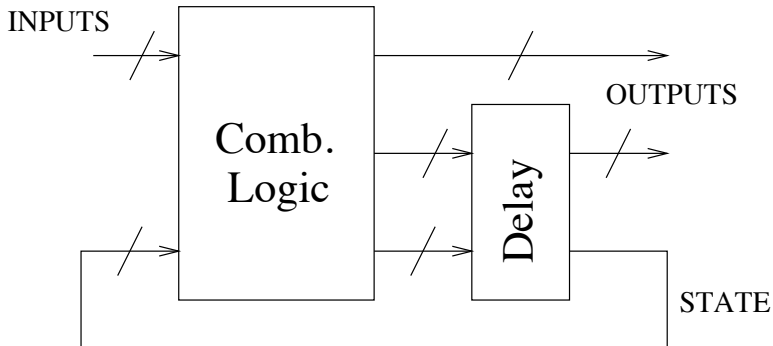 INPUTS
Comb.
Logic
OUTPUTS
Delay
STATE